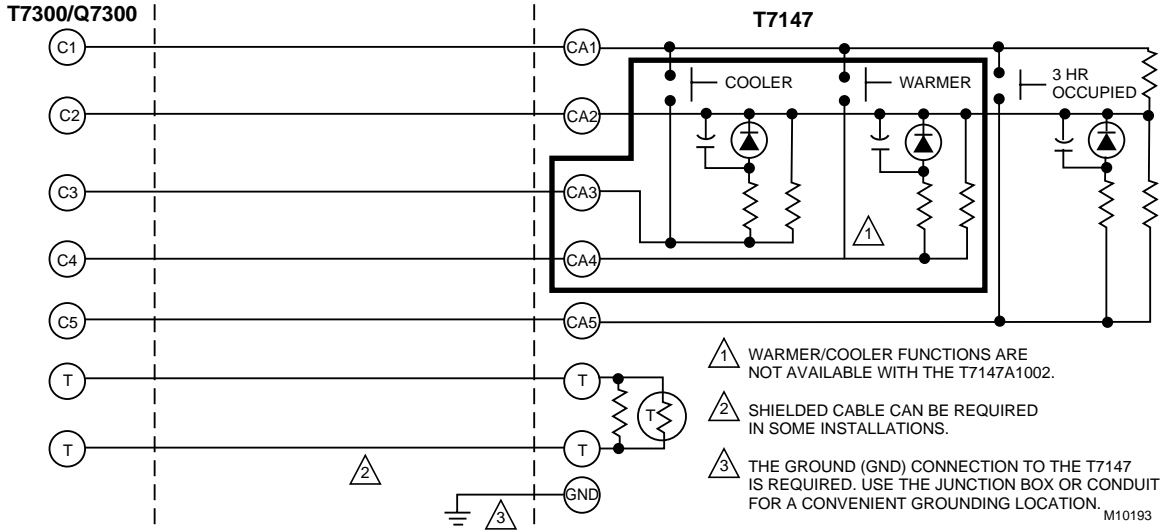 T7300/Q7300
T7147
C1
CA1
COOLER
WARMER
3 HR
OCCUPIED
C2
CA2
C3
CA3
1
C4
CA4
C5
CA5
T
T
T
T
T
2
GND
3
1 WARMER/COOLER FUNCTIONS ARE
NOT AVAILABLE WITH THE T7147A1002.
2 SHIELDED CABLE CAN BE REQUIRED
IN SOME INSTALLATIONS.
3 THE GROUND (GND) CONNECTION TO THE T7147
IS REQUIRED. USE THE JUNCTION BOX OR CONDUIT
FOR A CONVENIENT GROUNDING LOCATION.
M10193